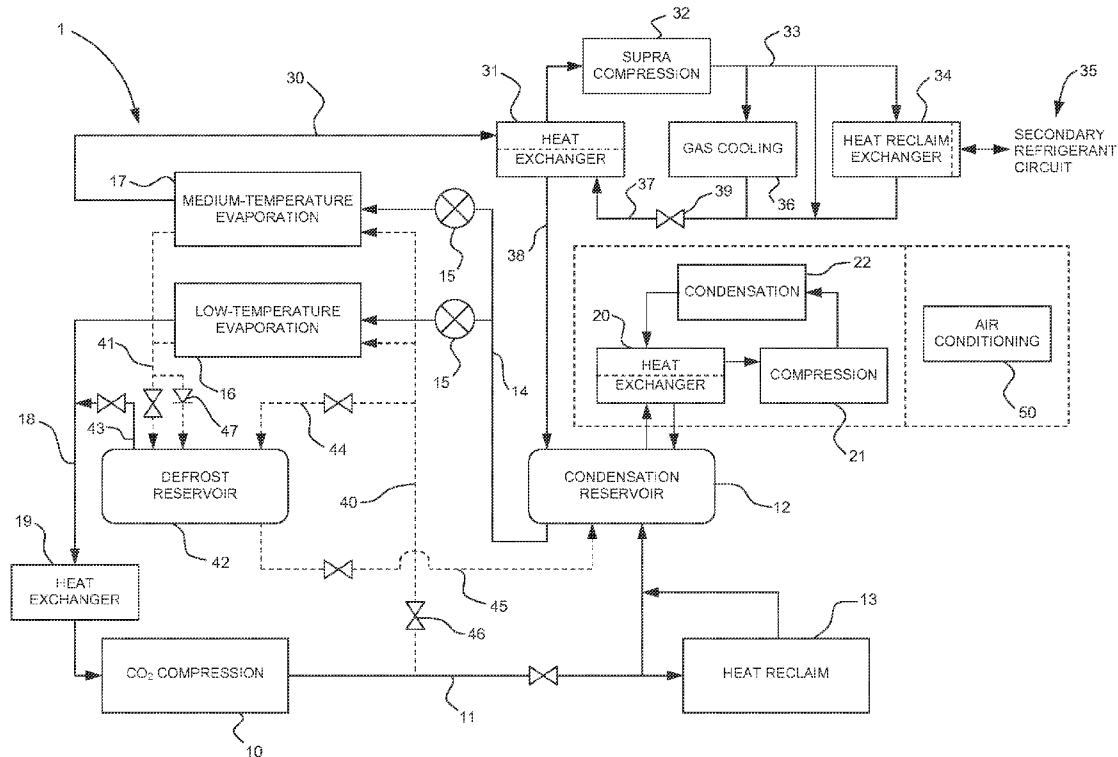 1
30
31
32
SUPRA
COMPRESSION
33
34
35
HEAT
EXCHANGER
GAS COOLING
HEAT RECLAIM
EXCHANGER
SECONDARY
REFRIGERANT
CIRCUIT
17
MEDIUM-TEMPERATURE
EVAPORATION
15
37
39
36
38
LOW-TEMPERATURE
EVAPORATION
15
14
16
41
47
43
18
44
40
20
22
CONDENSATION
HEAT
EXCHANGER
COMPRESSION
21
AIR
CONDITIONING
50
DEFROST
RESERVOIR
42
CONDENSATION
RESERVOIR
12
19
HEAT
EXCHANGER
45
46
13
CO₂ COMPRESSION
10
11
HEAT RECLAIM